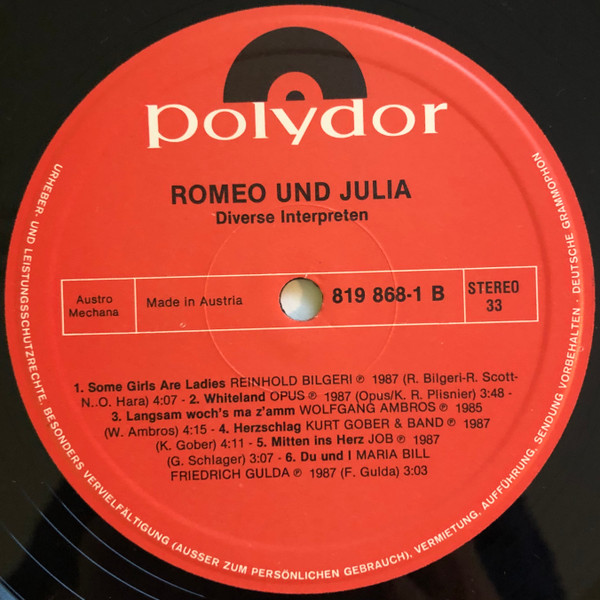 polydor
ROMEO UND JULIA
Diverse Interpreten
Austro
Mechana
Made in Austria
819 868-1 B
STEREO
33
1. Some Girls Are Ladies REINHOLD BILGERI ℗ 1987 (R. Bilgeri-R. Scott-
N..O. Hara) 4:07 - 2. Whiteland OPUS ℗ 1987 (Opus/K. R. Plisnier) 3:48 -
3. Langsam woch's ma z'amm WOLFGANG AMBROS ℗ 1985
(W. Ambros) 4:15 - 4. Herzschlag KURT GOBER & BAND ℗ 1987
(K. Gober) 4:11 - 5. Mitten ins Herz JOB ℗ 1987
(G. Schlager) 3:07 - 6. Du und I MARIA BILL
FRIEDRICH GULDA ℗ 1987 (F. Gulda) 3:03
URHEBER- UND LEISTUNGSSCHUTZRECHTE, BESONDERS VERVIELFÄLTIGUNG (AUSSER ZUM PERSÖNLICHEN GEBRAUCH), VERMIETUNG, AUFFÜHRUNG, SENDUNG VORBEHALTEN · DEUTSCHE GRAMMOPHON